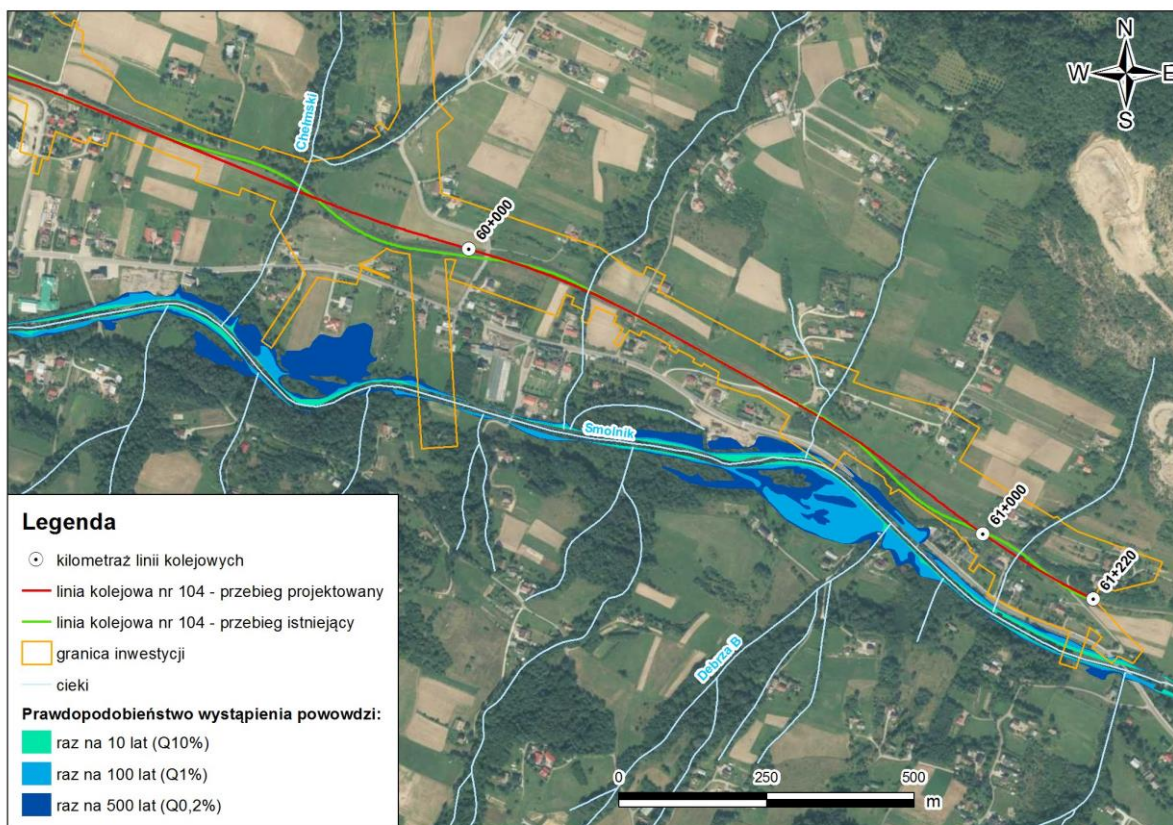 N
W E
S
Chełmski
60+000
Smolnik
61+000
61+220
Dębrza B
Legenda
kilometraż linii kolejowych
linia kolejowa nr 104 - przebieg projektowany
linia kolejowa nr 104 - przebieg istniejący
granica inwestycji
cieki
Prawdopodobieństwo wystąpienia powowdzi:
raz na 10 lat (Q10%)
raz na 100 lat (Q1%)
raz na 500 lat (Q0,2%)
0 250 500
m